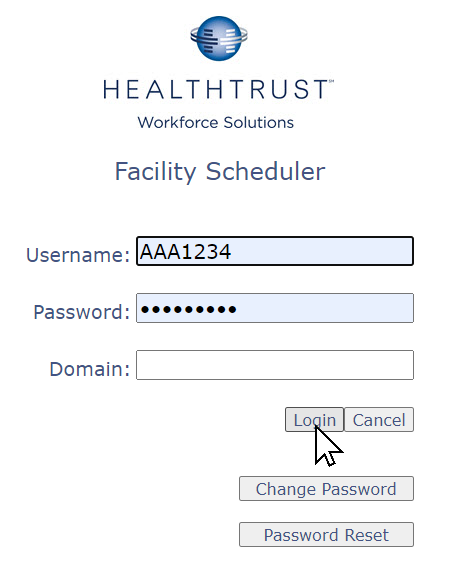 HEALTHTRUST℠
Workforce Solutions
Facility Scheduler
Username: AAA1234
Password: •••••••••
Domain:
Login Cancel
Change Password
Password Reset